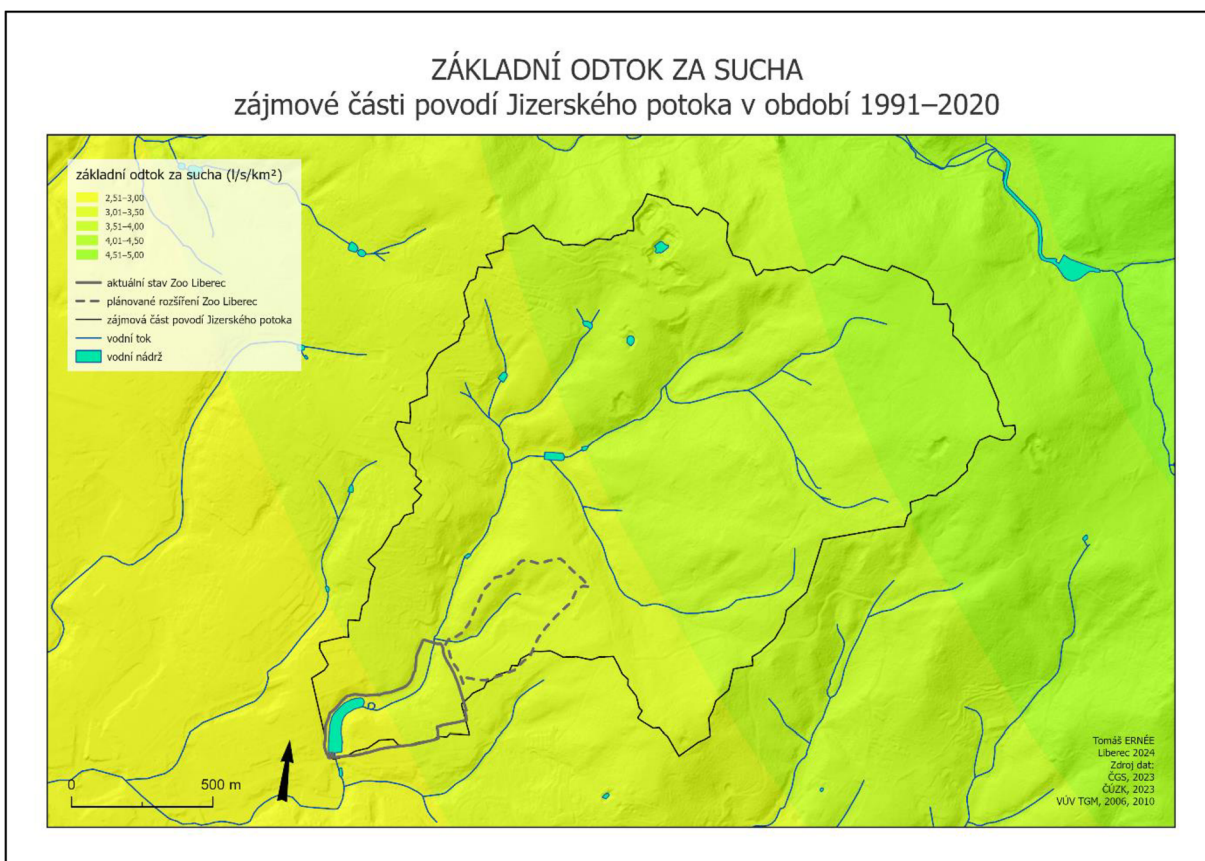 ZÁKLADNÍ ODTOK ZA SUCHA
zájmové části povodí Jizerského potoka v období 1991–2020
základní odtok za sucha (l/s/km²)
2,51–3,00
3,01–3,50
3,51–4,00
4,01–4,50
4,51–5,00
aktuální stav Zoo Liberec
plánované rozšíření Zoo Liberec
zájmová část povodí Jizerského potoka
vodní tok
vodní nádrž
0 500 m
Tomáš ERNÉE
Liberec 2024
Zdroj dat:
ČGS, 2023
ČÚZK, 2023
VÚV TGM, 2006, 2010